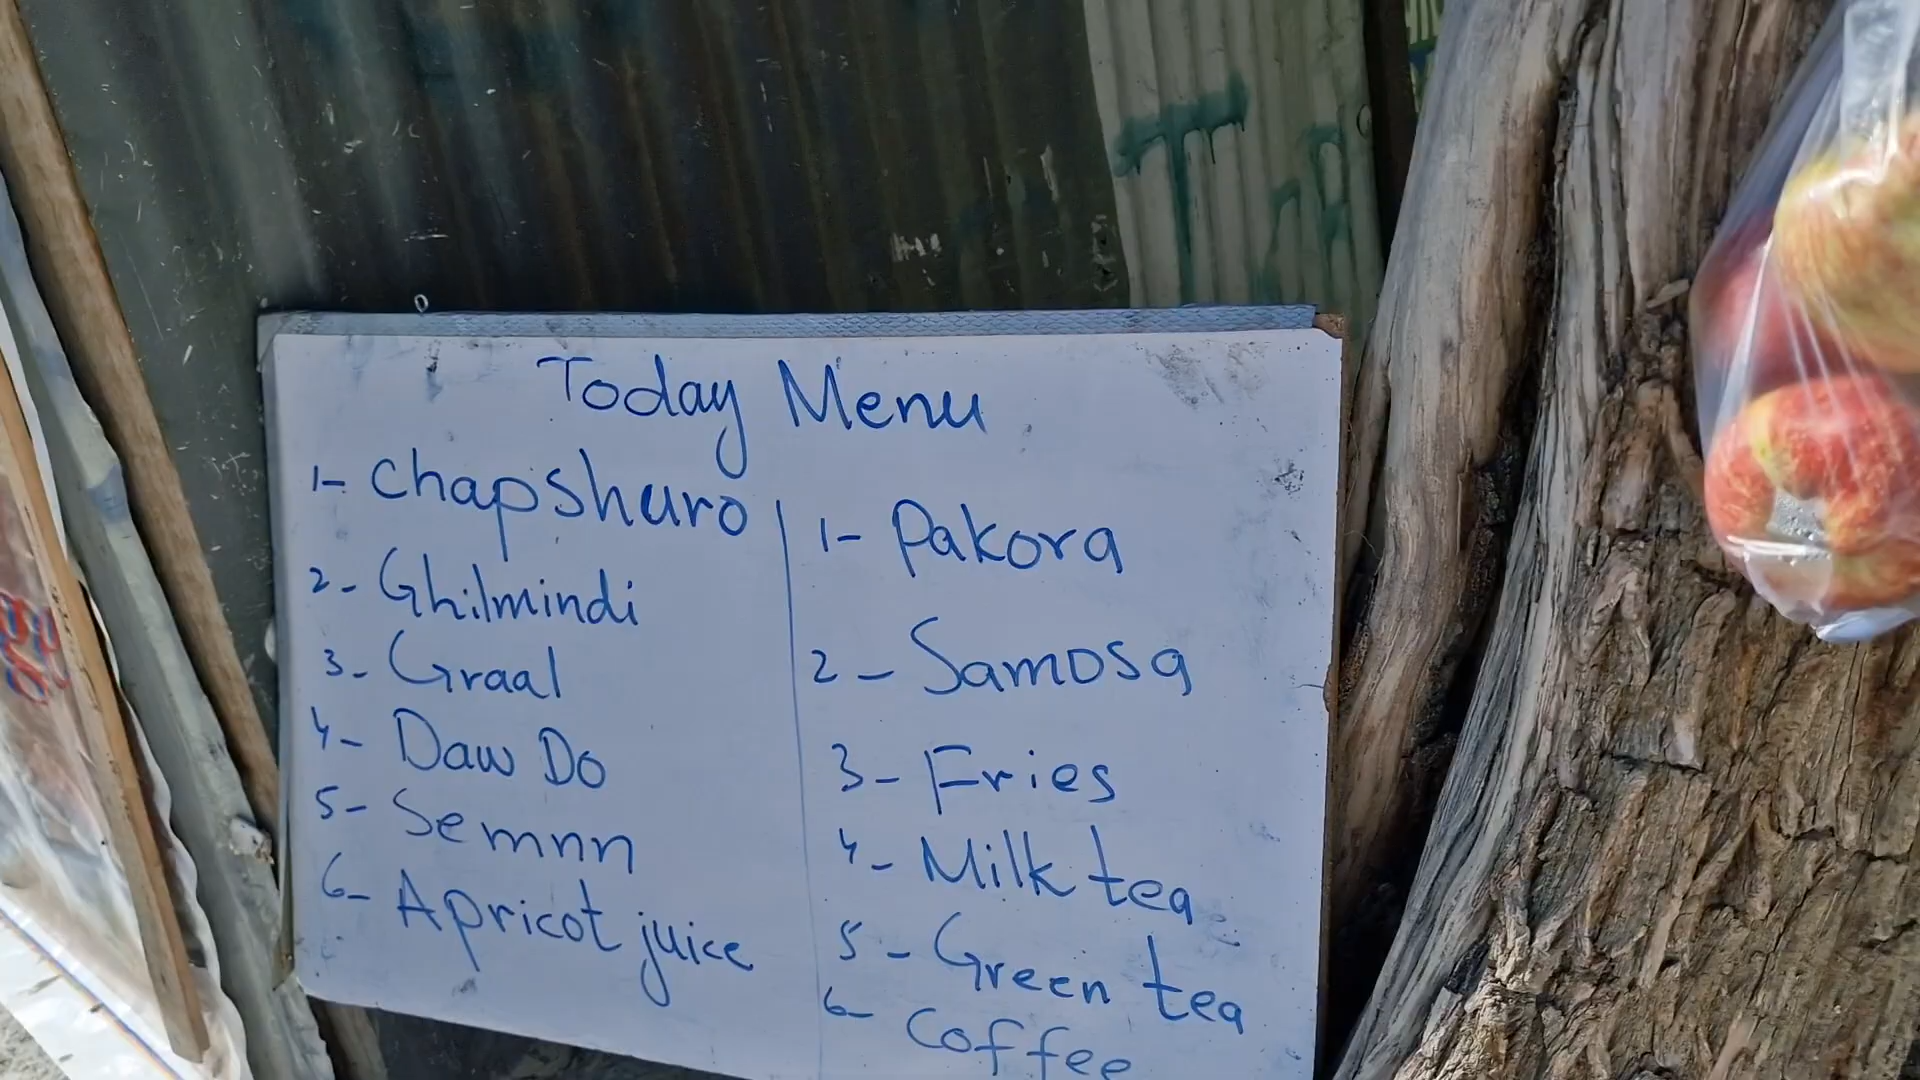 Today Menu
1- Chapshuro
2- Ghilmindi
3- Graal
4- Daw Do
5- Semnn
6- Apricot juice
1- Pakora
2- Samosa
3- Fries
4- Milk tea
5- Green tea
6- Coffee